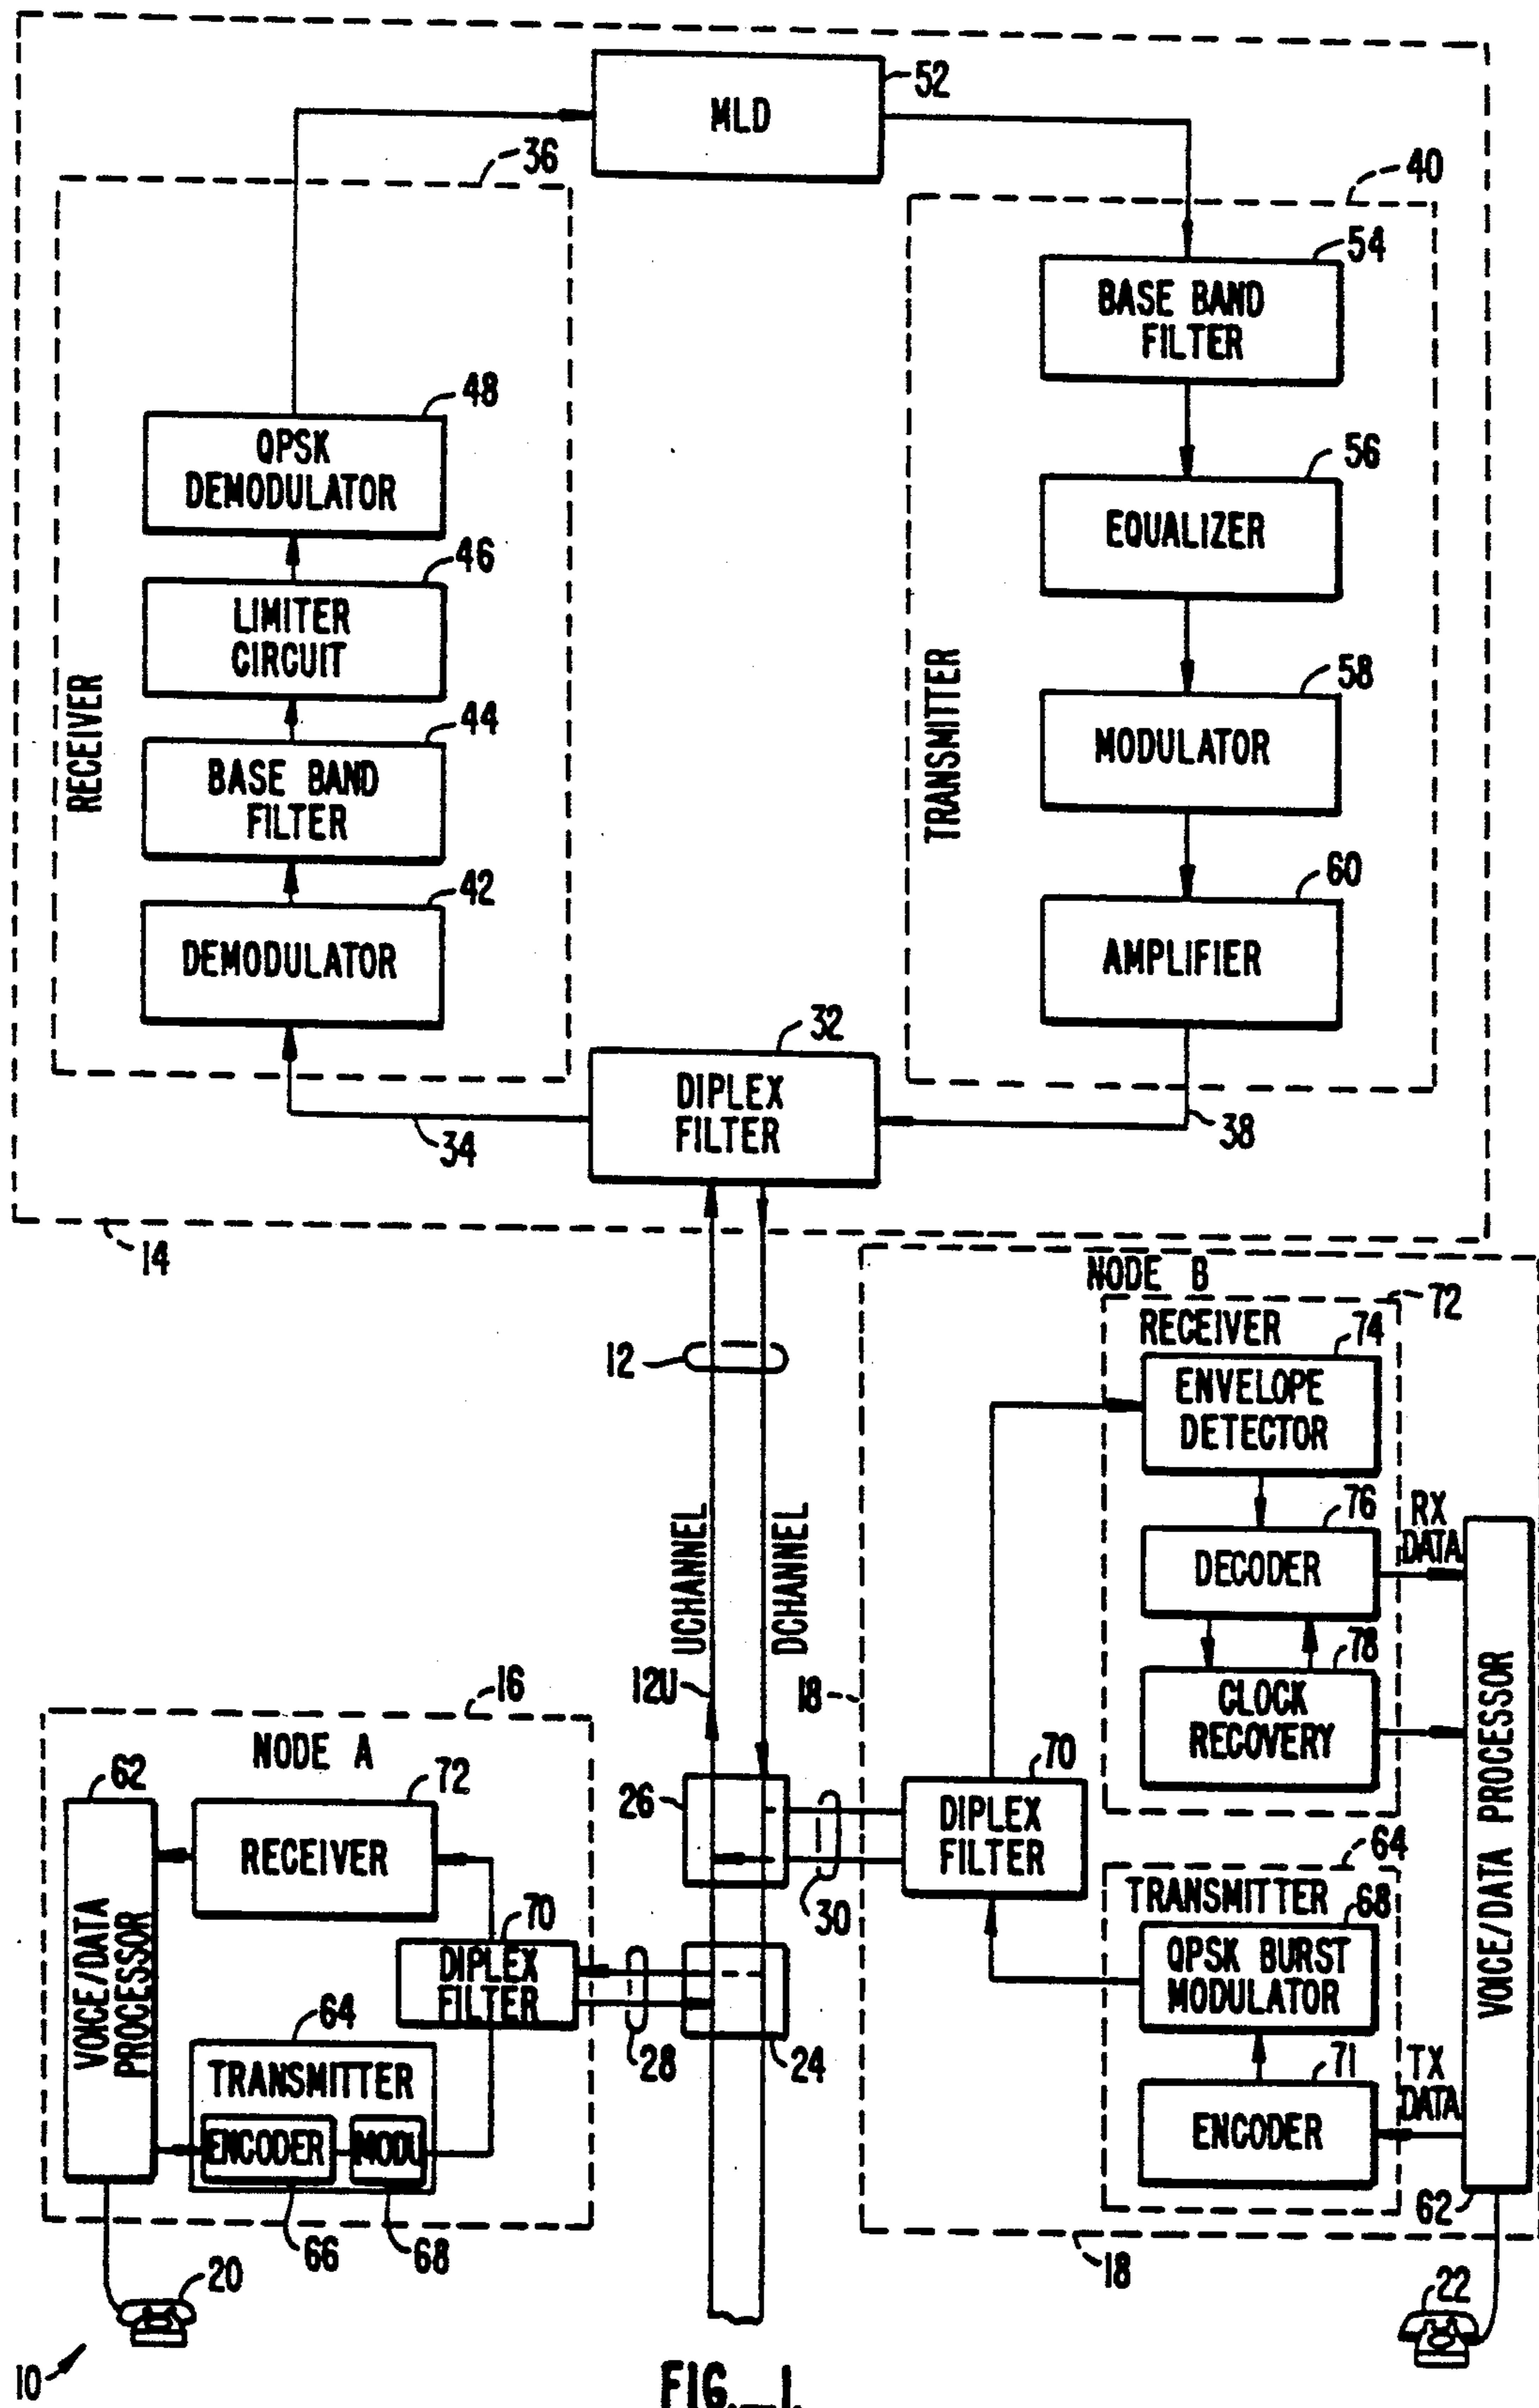 52
MLD
36
40
54
BASE BAND
FILTER
48
QPSK
DEMODULATOR
56
EQUALIZER
46
LIMITER
CIRCUIT
RECEIVER
TRANSMITTER
58
MODULATOR
44
BASE BAND
FILTER
42
DEMODULATOR
60
AMPLIFIER
32
DIPLEX
FILTER
34
38
14
NODE B
72
RECEIVER
74
ENVELOPE
DETECTOR
12
UCHANNEL
DCHANNEL
76
DECODER
RX
DATA
78
CLOCK
RECOVERY
12U
18
16
NODE A
62
72
RECEIVER
VOICE/DATA
PROCESSOR
26
30
70
DIPLEX
FILTER
VOICE/DATA PROCESSOR
64
TRANSMITTER
68
QPSK BURST
MODULATOR
70
DIPLEX
FILTER
28
24
64
TRANSMITTER
ENCODER
MODU
71
ENCODER
TX
DATA
66
68
62
18
20
22
10
FIG._1.